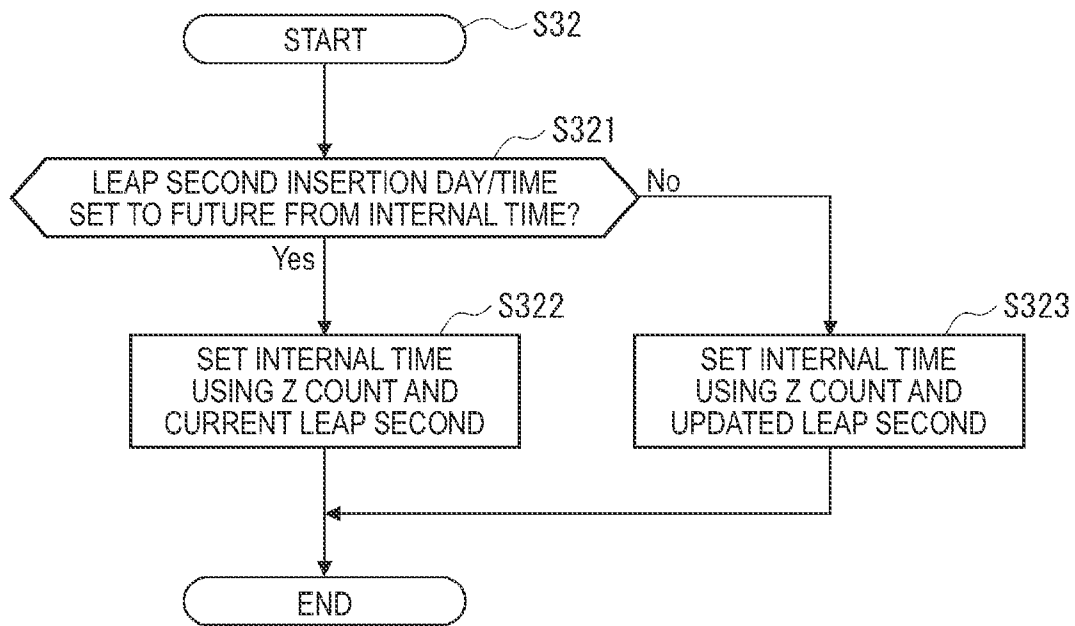 START
S32
S321
LEAP SECOND INSERTION DAY/TIME
SET TO FUTURE FROM INTERNAL TIME?
No
Yes
S322
SET INTERNAL TIME
USING Z COUNT AND
CURRENT LEAP SECOND
S323
SET INTERNAL TIME
USING Z COUNT AND
UPDATED LEAP SECOND
END